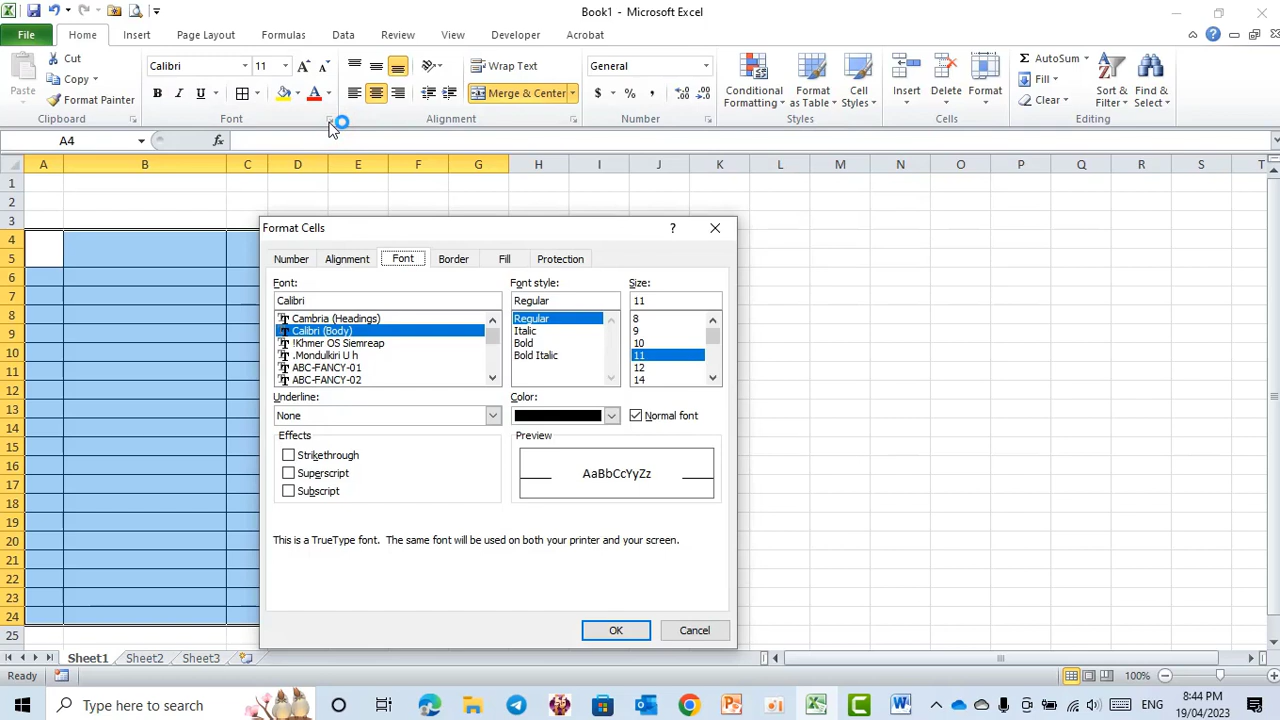 Book1 - Microsoft Excel
File Home Insert Page Layout Formulas Data Review View Developer Acrobat
Paste
Cut
Copy
Format Painter
Clipboard
Calibri 11
B I U
Font
Wrap Text
Merge & Center
Alignment
General
$ % ,
Number
Conditional Formatting
Format as Table
Cell Styles
Styles
Insert Delete Format
Cells
AutoSum
Fill
Clear
Sort & Filter
Find & Select
Editing
A4 fx
A B C D E F G H I J K L M N O P Q R S T
1
2
3
4
5
6
7
8
9
10
11
12
13
14
15
16
17
18
19
20
21
22
23
24
25
Format Cells
Number Alignment Font Border Fill Protection
Font: Font style: Size:
Calibri Regular 11
Cambria (Headings) Regular 8
Calibri (Body) Italic 9
!Khmer OS Siemreap Bold 10
.Mondulkiri U h Bold Italic 11
ABC-FANCY-01 12
ABC-FANCY-02 14
Underline: Color:
None Normal font
Effects Preview
Strikethrough
Superscript
Subscript
AaBbCcYyZz
This is a TrueType font.  The same font will be used on both your printer and your screen.
OK Cancel
Sheet1 Sheet2 Sheet3
Ready 100%
Type here to search
ENG
8:44 PM
19/04/2023